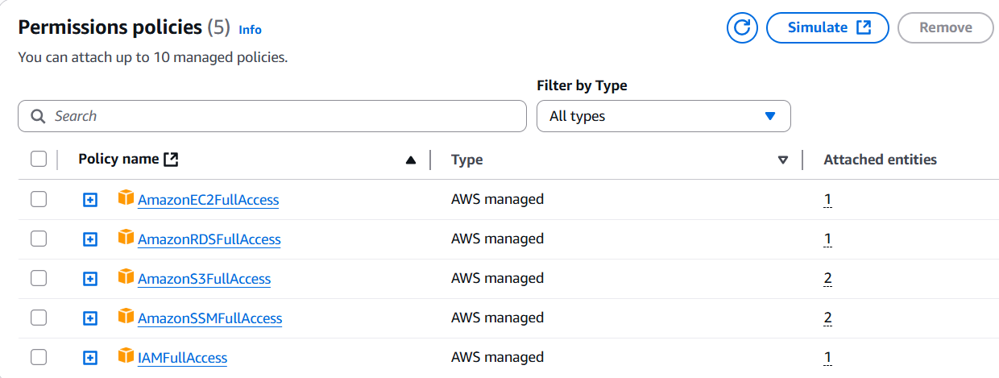 Permissions policies (5) Info
Simulate
Remove
You can attach up to 10 managed policies.
Filter by Type
Search
All types
Policy name
Type
Attached entities
AmazonEC2FullAccess AWS managed 1
AmazonRDSFullAccess AWS managed 1
AmazonS3FullAccess AWS managed 2
AmazonSSMFullAccess AWS managed 2
IAMFullAccess AWS managed 1